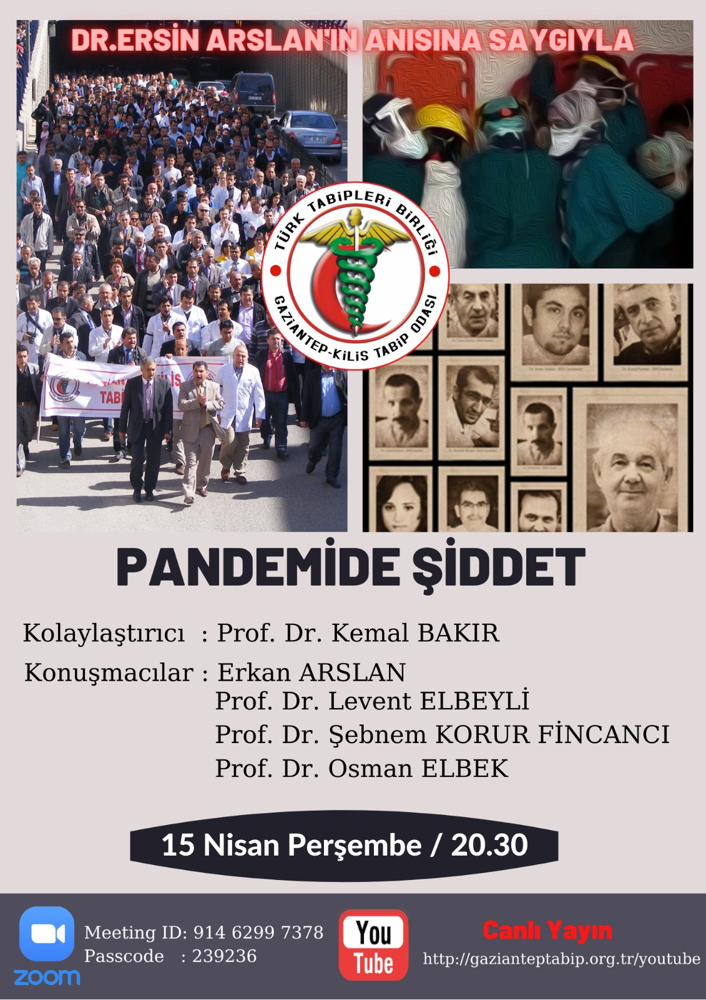 DR.ERSİN ARSLAN'IN ANISINA SAYGIYLA
TÜRK TABİPLERİ BİRLİĞİ
GAZİANTEP-KİLİS TABİP ODASI
TABİ
PANDEMİDE ŞİDDET
Kolaylaştırıcı : Prof. Dr. Kemal BAKIR
Konuşmacılar : Erkan ARSLAN
Prof. Dr. Levent ELBEYLİ
Prof. Dr. Şebnem KORUR FİNCANCI
Prof. Dr. Osman ELBEK
15 Nisan Perşembe / 20.30
zoom
Meeting ID: 914 6299 7378
Passcode : 239236
You
Tube
Canlı Yayın
http://gazianteptabip.org.tr/youtube